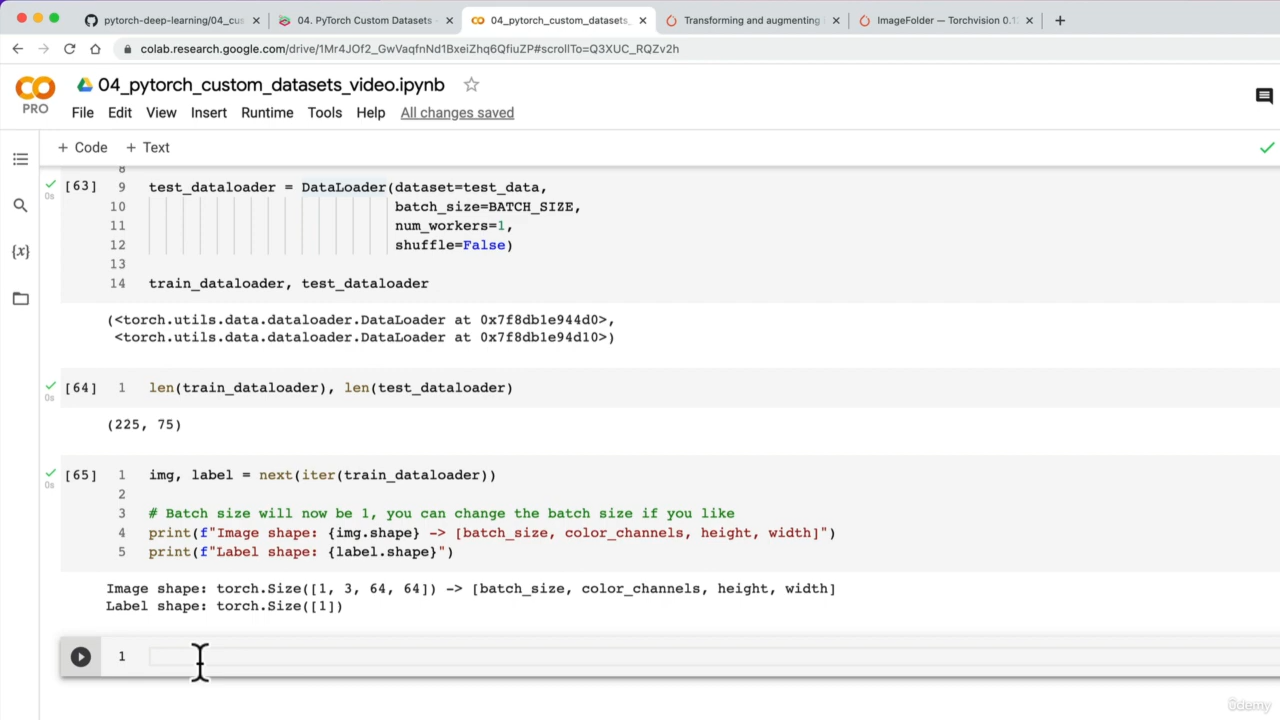 pytorch-deep-learning/04_cus
04. PyTorch Custom Datasets
04_pytorch_custom_datasets_
Transforming and augmenting
ImageFolder — Torchvision 0.1
colab.research.google.com/drive/1Mr4JOf2_GwVaqfnNd1BxeiZhq6QfiuZP#scrollTo=Q3XUC_RQZv2h
PRO
04_pytorch_custom_datasets_video.ipynb
File Edit View Insert Runtime Tools Help All changes saved
+ Code + Text
8
[63] 9 test_dataloader = DataLoader(dataset=test_data,
0s
10 batch_size=BATCH_SIZE,
11 num_workers=1,
12 shuffle=False)
13
14 train_dataloader, test_dataloader
(<torch.utils.data.dataloader.DataLoader at 0x7f8db1e944d0>,
<torch.utils.data.dataloader.DataLoader at 0x7f8db1e94d10>)
[64] 1 len(train_dataloader), len(test_dataloader)
0s
(225, 75)
[65] 1 img, label = next(iter(train_dataloader))
0s
2
3 # Batch size will now be 1, you can change the batch size if you like
4 print(f"Image shape: {img.shape} -> [batch_size, color_channels, height, width]")
5 print(f"Label shape: {label.shape}")
Image shape: torch.Size([1, 3, 64, 64]) -> [batch_size, color_channels, height, width]
Label shape: torch.Size([1])
1
ûdemy